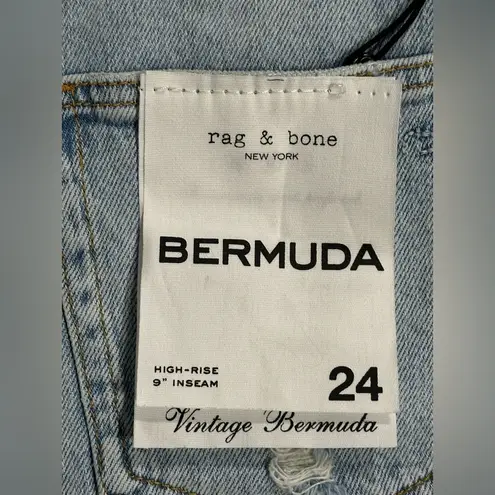 rag & bone
NEW YORK
BERMUDA
HIGH-RISE
9" INSEAM
24
Vintage Bermuda